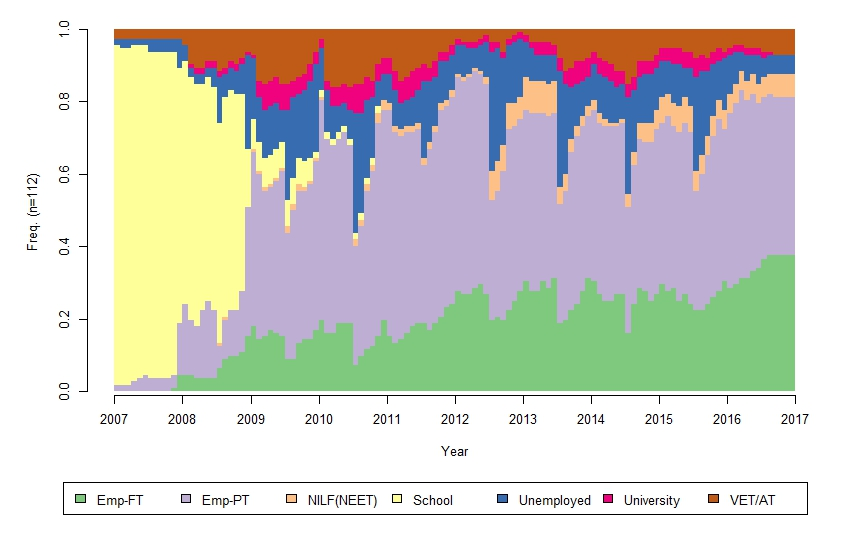 1.0
0.8
0.6
0.4
0.2
0.0
Freq. (n=112)
2007 2008 2009 2010 2011 2012 2013 2014 2015 2016 2017
Year
Emp-FT Emp-PT NILF(NEET) School Unemployed University VET/AT